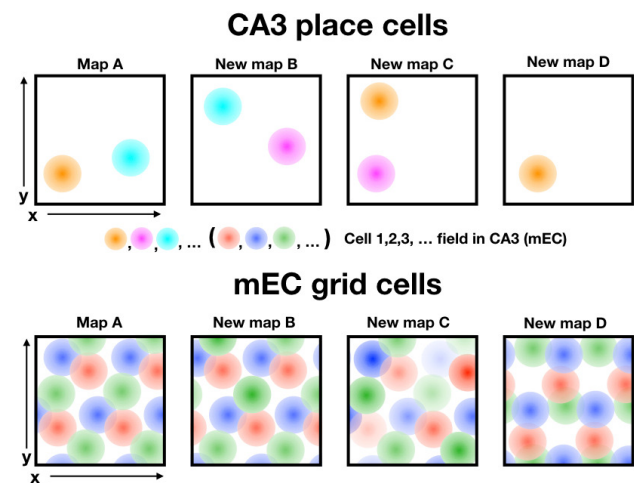 CA3 place cells
Map A New map B New map C New map D
y
x
, , , ... ( , , , ... ) Cell 1,2,3, ... field in CA3 (mEC)
mEC grid cells
Map A New map B New map C New map D
y
x